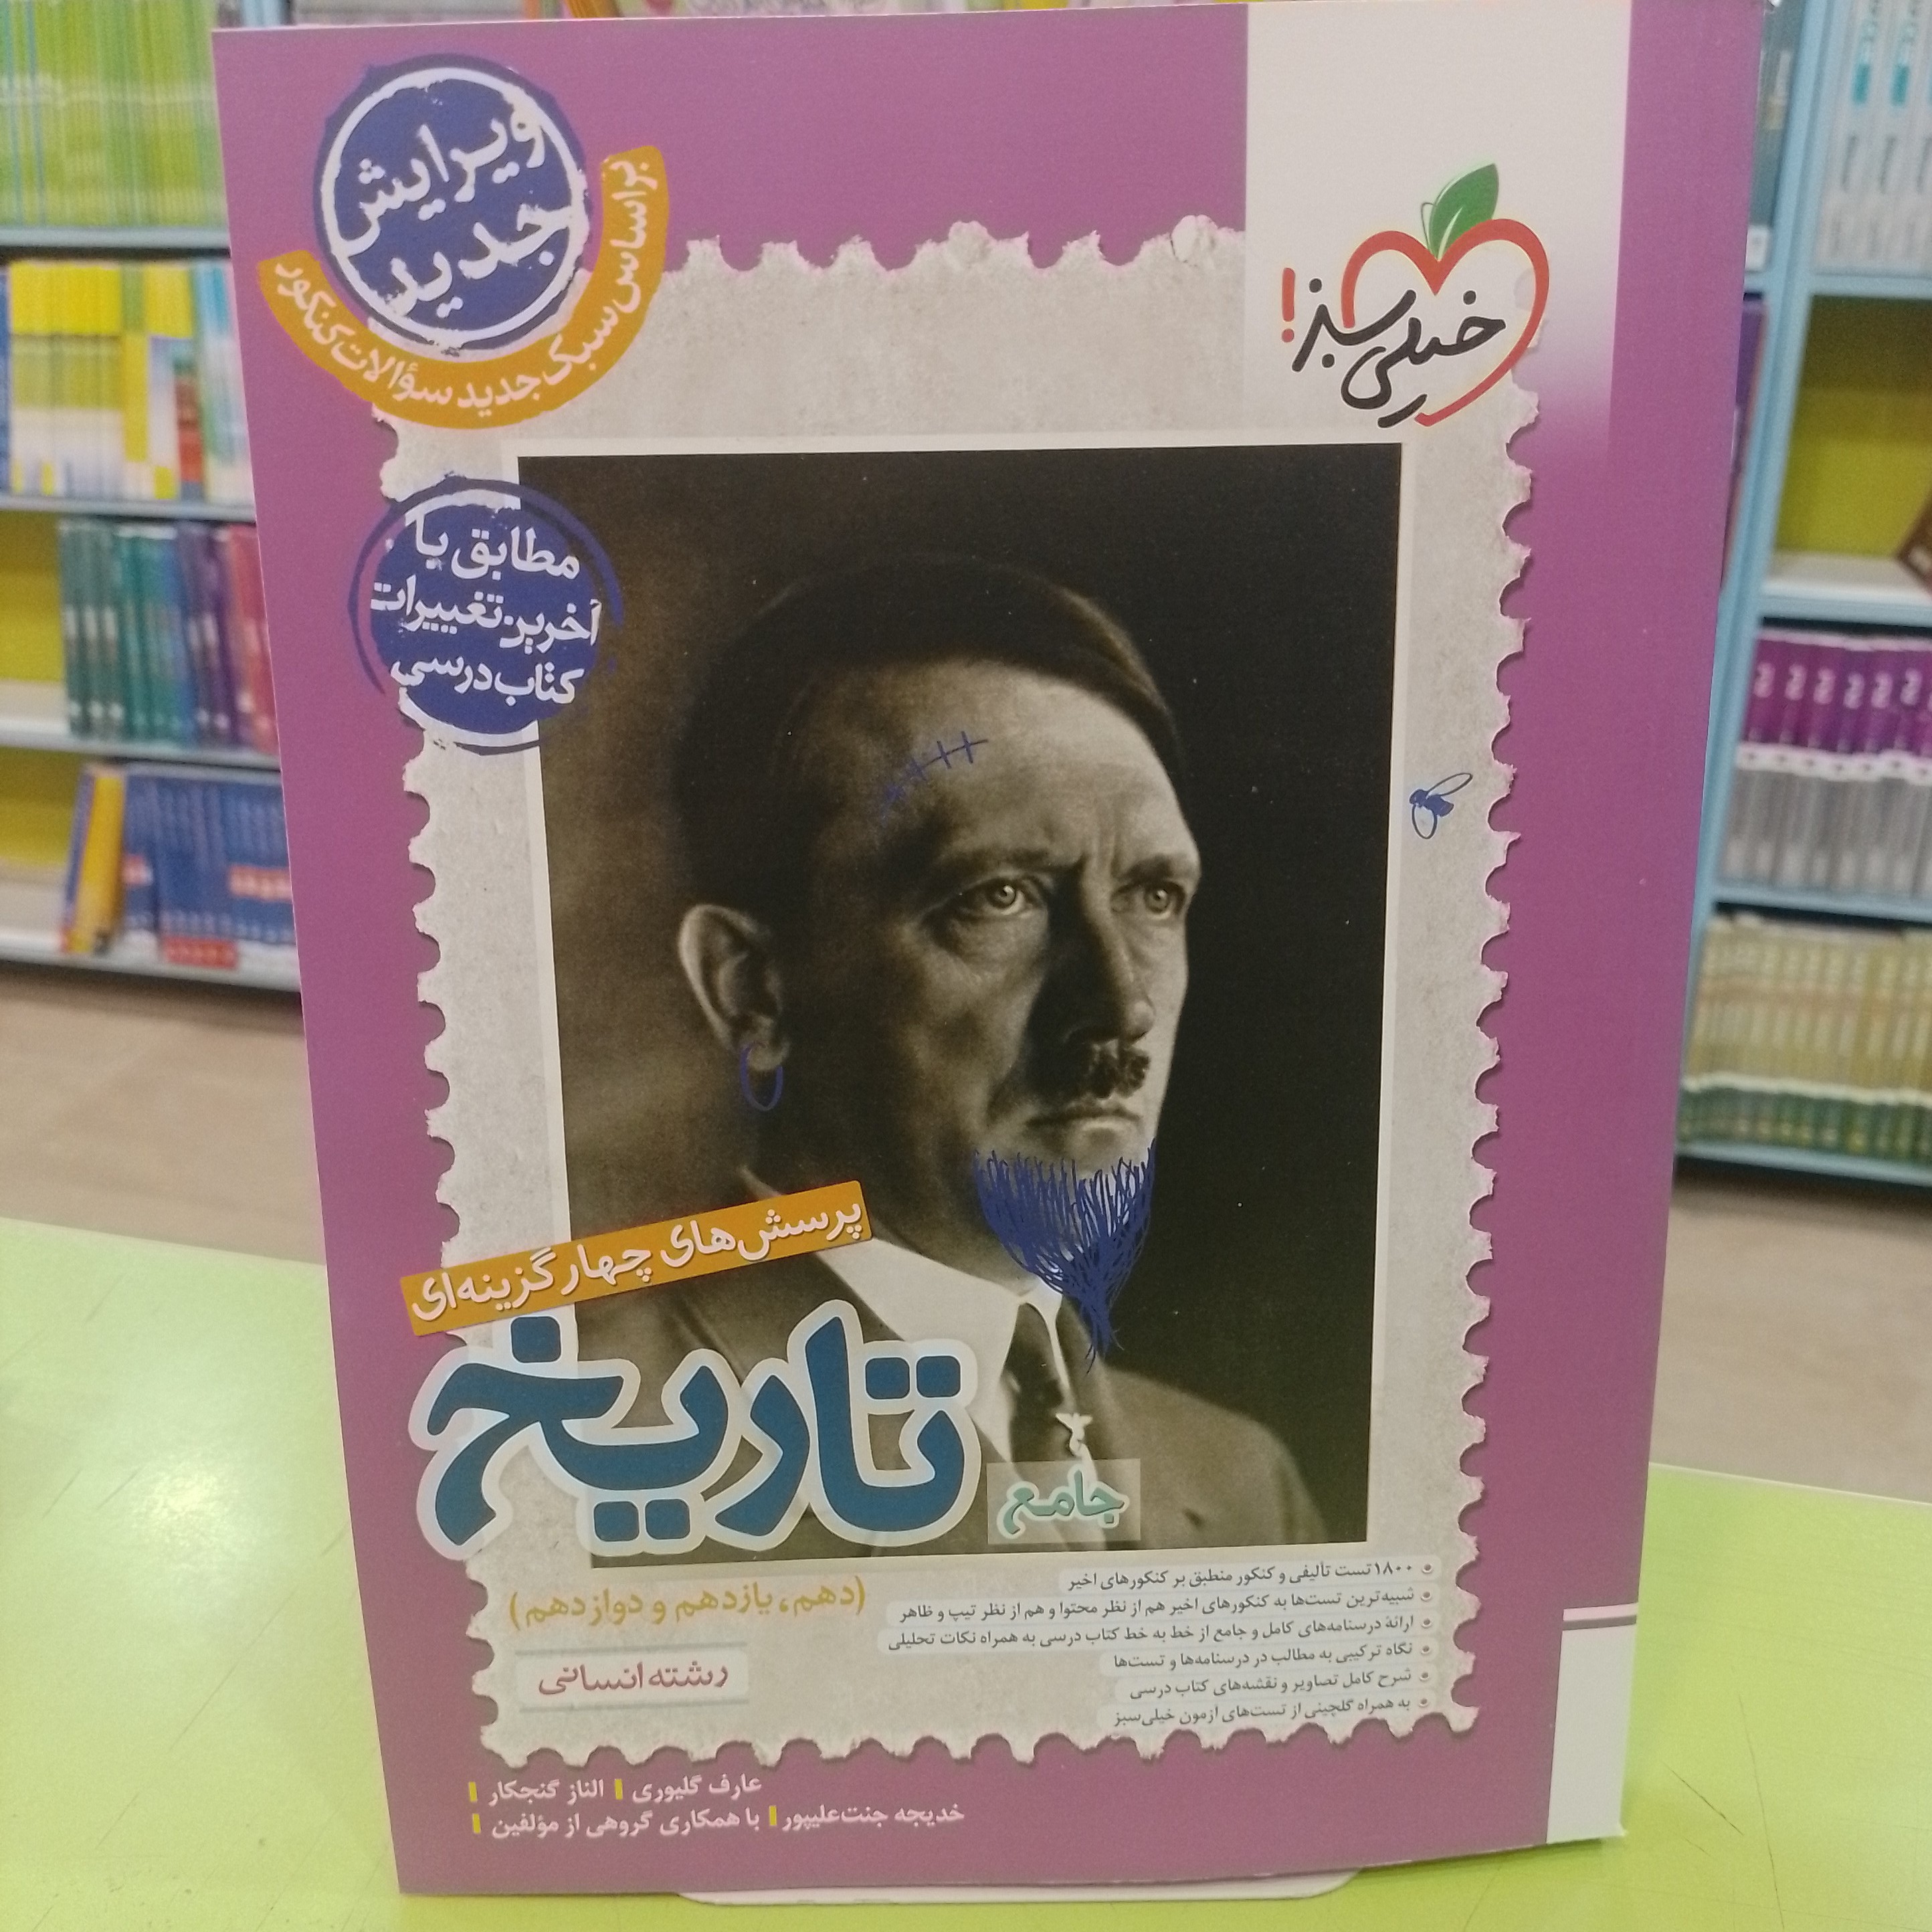 ویرایش
جدید
براساس سبک جدید سؤالات کنکور
خیلی سبز!
مطابق با
آخرین تغییرات
کتاب درسی
پرسش‌های چهارگزینه‌ای
تاریخ
جامع
(دهم، یازدهم و دوازدهم)
رشته انسانی
۱۸۰۰ تست تألیفی و کنکور منطبق بر کنکورهای اخیر
شبیه‌ترین تست‌ها به کنکورهای اخیر هم از نظر محتوا و هم از نظر تیپ و ظاهر
ارائهٔ درسنامه‌های کامل و جامع از خط به خط کتاب درسی به همراه نکات تحلیلی
نگاه ترکیبی به مطالب در درسنامه‌ها و تست‌ها
شرح کامل تصاویر و نقشه‌های کتاب درسی
به همراه گلچینی از تست‌های آزمون خیلی‌سبز
عارف گلیوری | الناز گنجکار |
خدیجه جنت‌علیپور | با همکاری گروهی از مؤلفین |